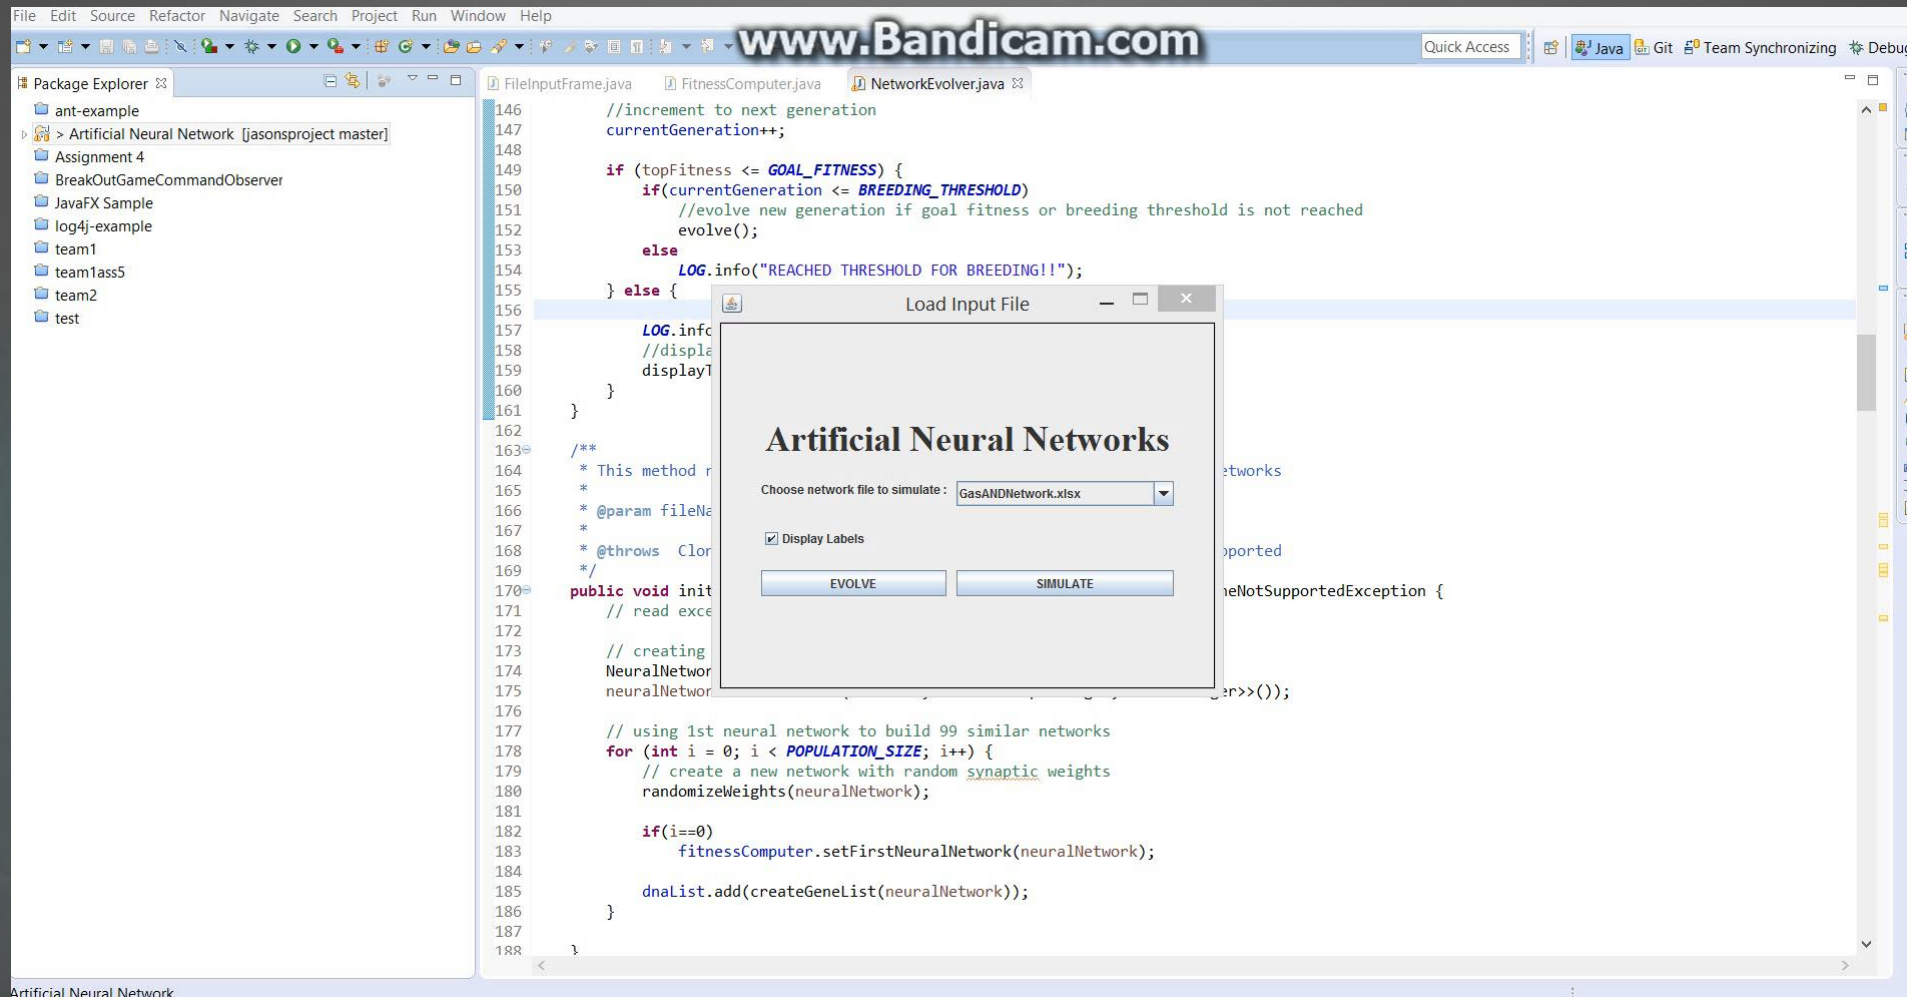 File Edit Source Refactor Navigate Search Project Run Window Help
www.Bandicam.com
Quick Access
Java
Git
Team Synchronizing
Debu
Package Explorer
ant-example
> Artificial Neural Network [jasonsproject master]
Assignment 4
BreakOutGameCommandObserver
JavaFX Sample
log4j-example
team1
team1ass5
team2
test
FileInputFrame.java
FitnessComputer.java
NetworkEvolver.java
146 //increment to next generation
147 currentGeneration++;
148
149 if (topFitness <= GOAL_FITNESS) {
150 if(currentGeneration <= BREEDING_THRESHOLD)
151 //evolve new generation if goal fitness or breeding threshold is not reached
152 evolve();
153 else
154 LOG.info("REACHED THRESHOLD FOR BREEDING!!");
155 } else {
156
157 LOG.info
158 //displa
159 displayT
160 }
161 }
162
163 /**
164 * This method r etworks
165 *
166 * @param fileNa
167 *
168 * @throws Clon pported
169 */
170 public void init neNotSupportedException {
171 // read exce
172
173 // creating
174 NeuralNetwor
175 neuralNetwor er>>());
176
177 // using 1st neural network to build 99 similar networks
178 for (int i = 0; i < POPULATION_SIZE; i++) {
179 // create a new network with random synaptic weights
180 randomizeWeights(neuralNetwork);
181
182 if(i==0)
183 fitnessComputer.setFirstNeuralNetwork(neuralNetwork);
184
185 dnaList.add(createGeneList(neuralNetwork));
186 }
187
188 }
Load Input File
Artificial Neural Networks
Choose network file to simulate :
GasANDNetwork.xlsx
Display Labels
EVOLVE
SIMULATE
Artificial Neural Network